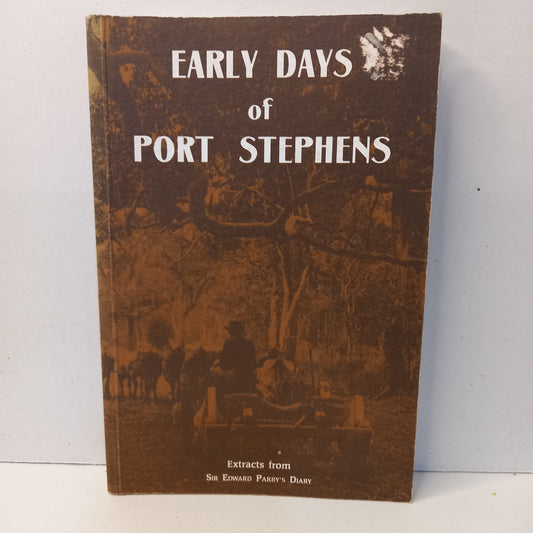 EARLY DAYS
of
PORT STEPHENS
Extracts from
SIR EDWARD PARRY'S DIARY